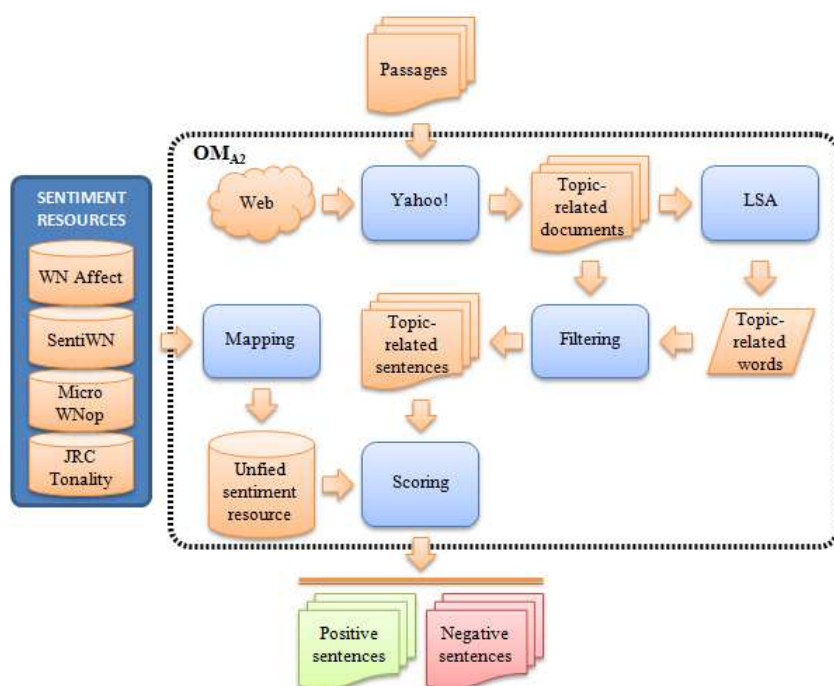 Passages
OMA2
SENTIMENT
RESOURCES
WN Affect
SentiWN
Micro
WNop
JRC
Tonality
Web
Yahoo!
Topic-
related
documents
LSA
Mapping
Topic-
related
sentences
Filtering
Topic-
related
words
Unfied
sentiment
resource
Scoring
Positive
sentences
Negative
sentences